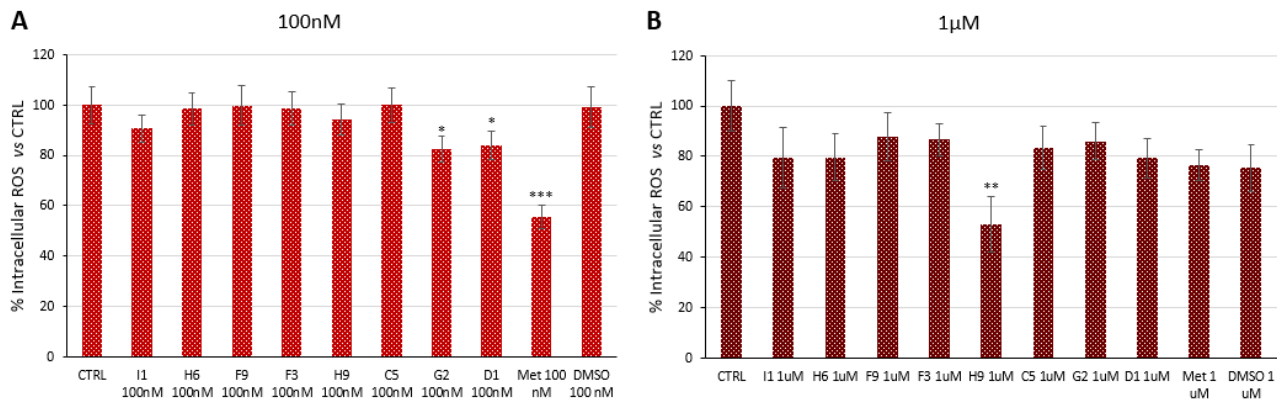 A
100nM
% Intracellular ROS vs CTRL
120
100
80
60
40
20
0
*
*
***
CTRL I1 H6 F9 F3 H9 C5 G2 D1 Met 100 DMSO
100nM 100nM 100nM 100nM 100nM 100nM 100nM 100nM nM 100 nM
B
1µM
% Intracellular ROS vs CTRL
120
100
80
60
40
20
0
**
CTRL I1 1uM H6 1uM F9 1uM F3 1uM H9 1uM C5 1uM G2 1uM D1 1uM Met 1 DMSO 1
uM uM